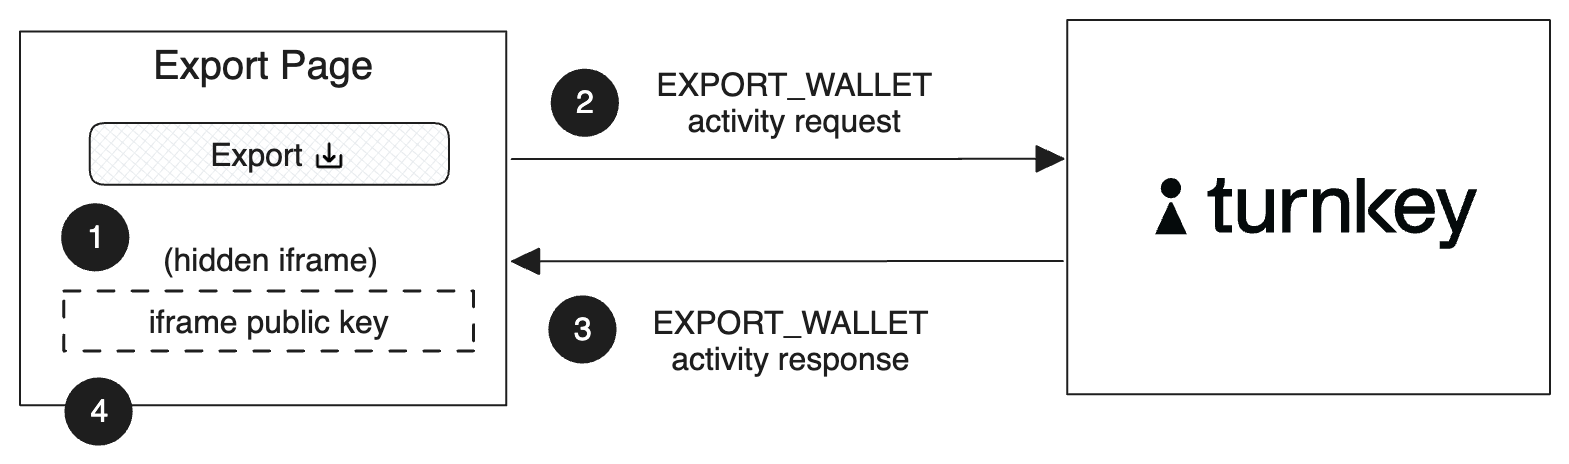 Export Page
Export
1
(hidden iframe)
iframe public key
4
2
EXPORT_WALLET
activity request
3
EXPORT_WALLET
activity response
turnkey